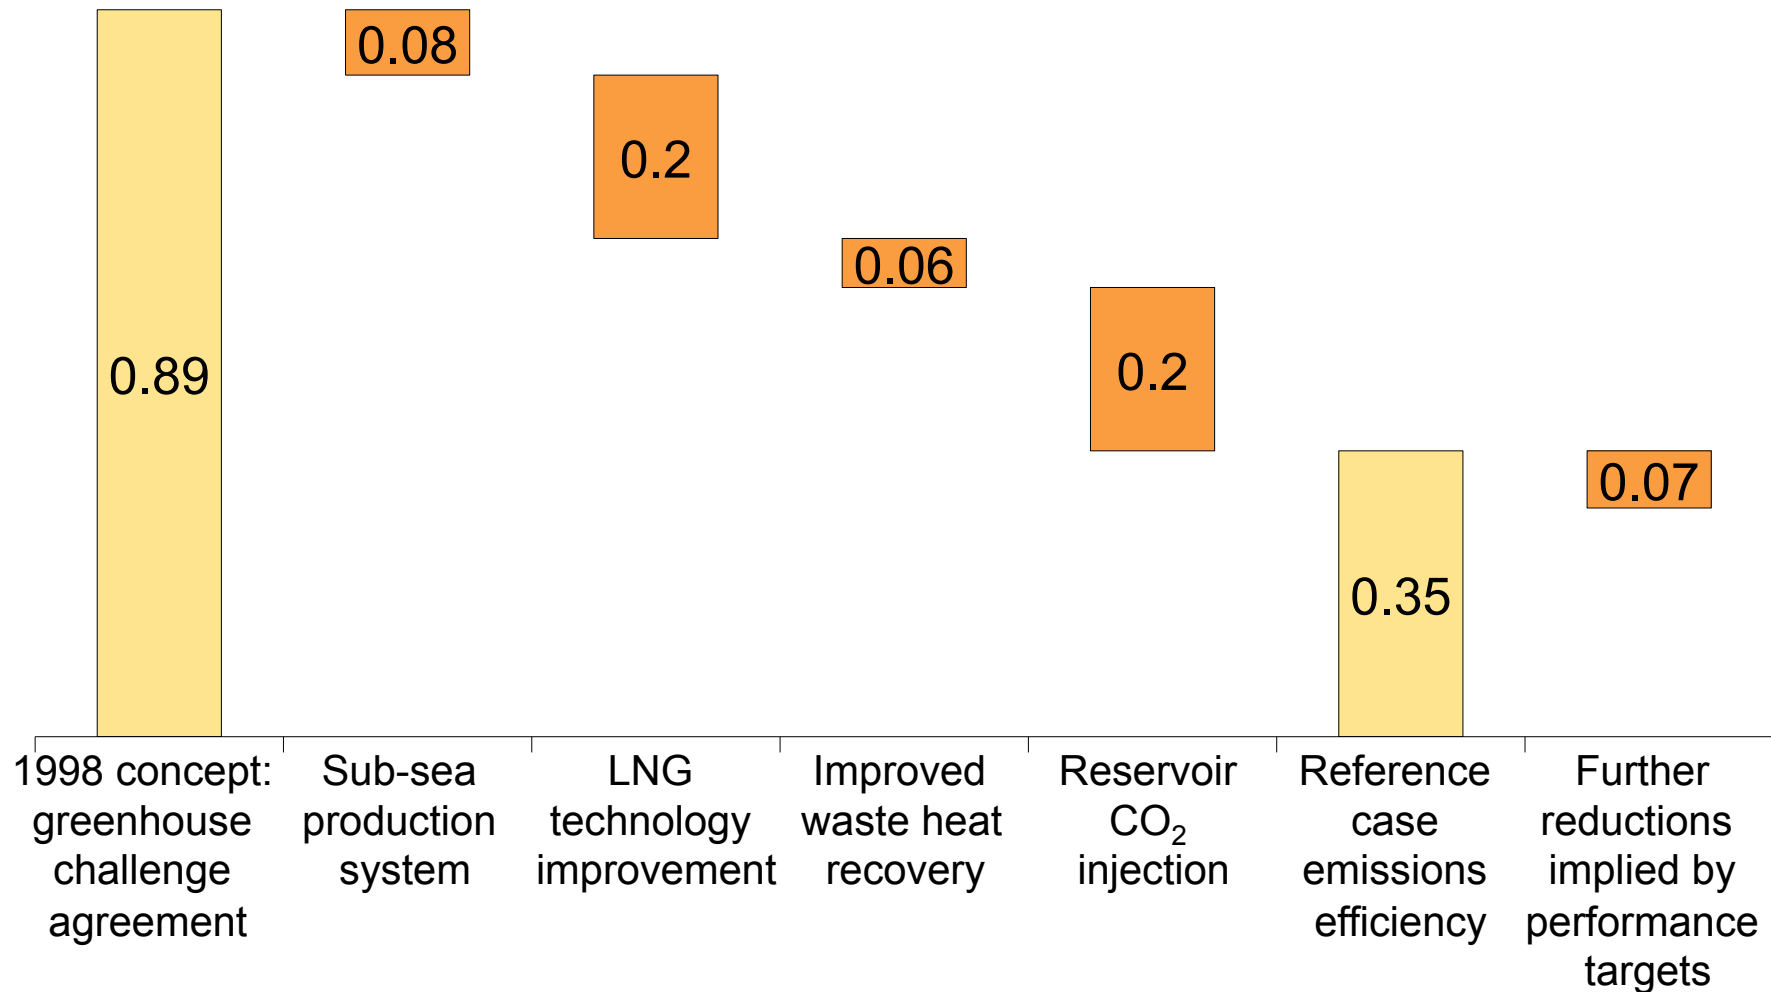 0.08
0.2
0.06
0.89
0.2
0.07
0.35
1998 concept:
greenhouse
challenge
agreement
Sub-sea
production
system
LNG
technology
improvement
Improved
waste heat
recovery
Reservoir
CO₂
injection
Reference
case
emissions
efficiency
Further
reductions
implied by
performance
targets